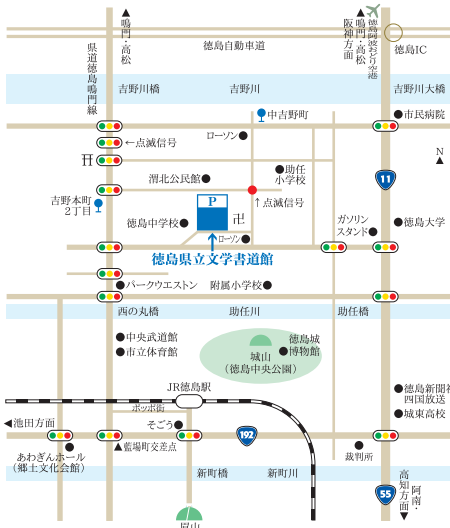 ▲鳴門・高松
県道徳島鳴門線
徳島自動車道
▲鳴門・高松
阪神方面
徳島阿波おどり空港
徳島IC
吉野川橋
吉野川
吉野川大橋
中吉野町
●市民病院
ローソン●
←点滅信号
N
▲
渭北公民館●
●助任
小学校
11
吉野本町
2丁目
P
卍
↑点滅信号
徳島中学校●
ガソリン
スタンド●
●徳島大学
ローソン●
徳島県立文学書道館
●パークウエストン
附属小学校●
西の丸橋
助任川
助任橋
●中央武道館
●市立体育館
徳島城
●博物館
城山
(徳島中央公園)
JR徳島駅
●徳島新聞社
四国放送
●城東高校
ポッポ街
◀池田方面
そごう●
192
あわぎんホール
(郷土文化会館)
▲藍場町交差点
裁判所
新町橋
新町川
55
阿南・
高知方面▼
眉山